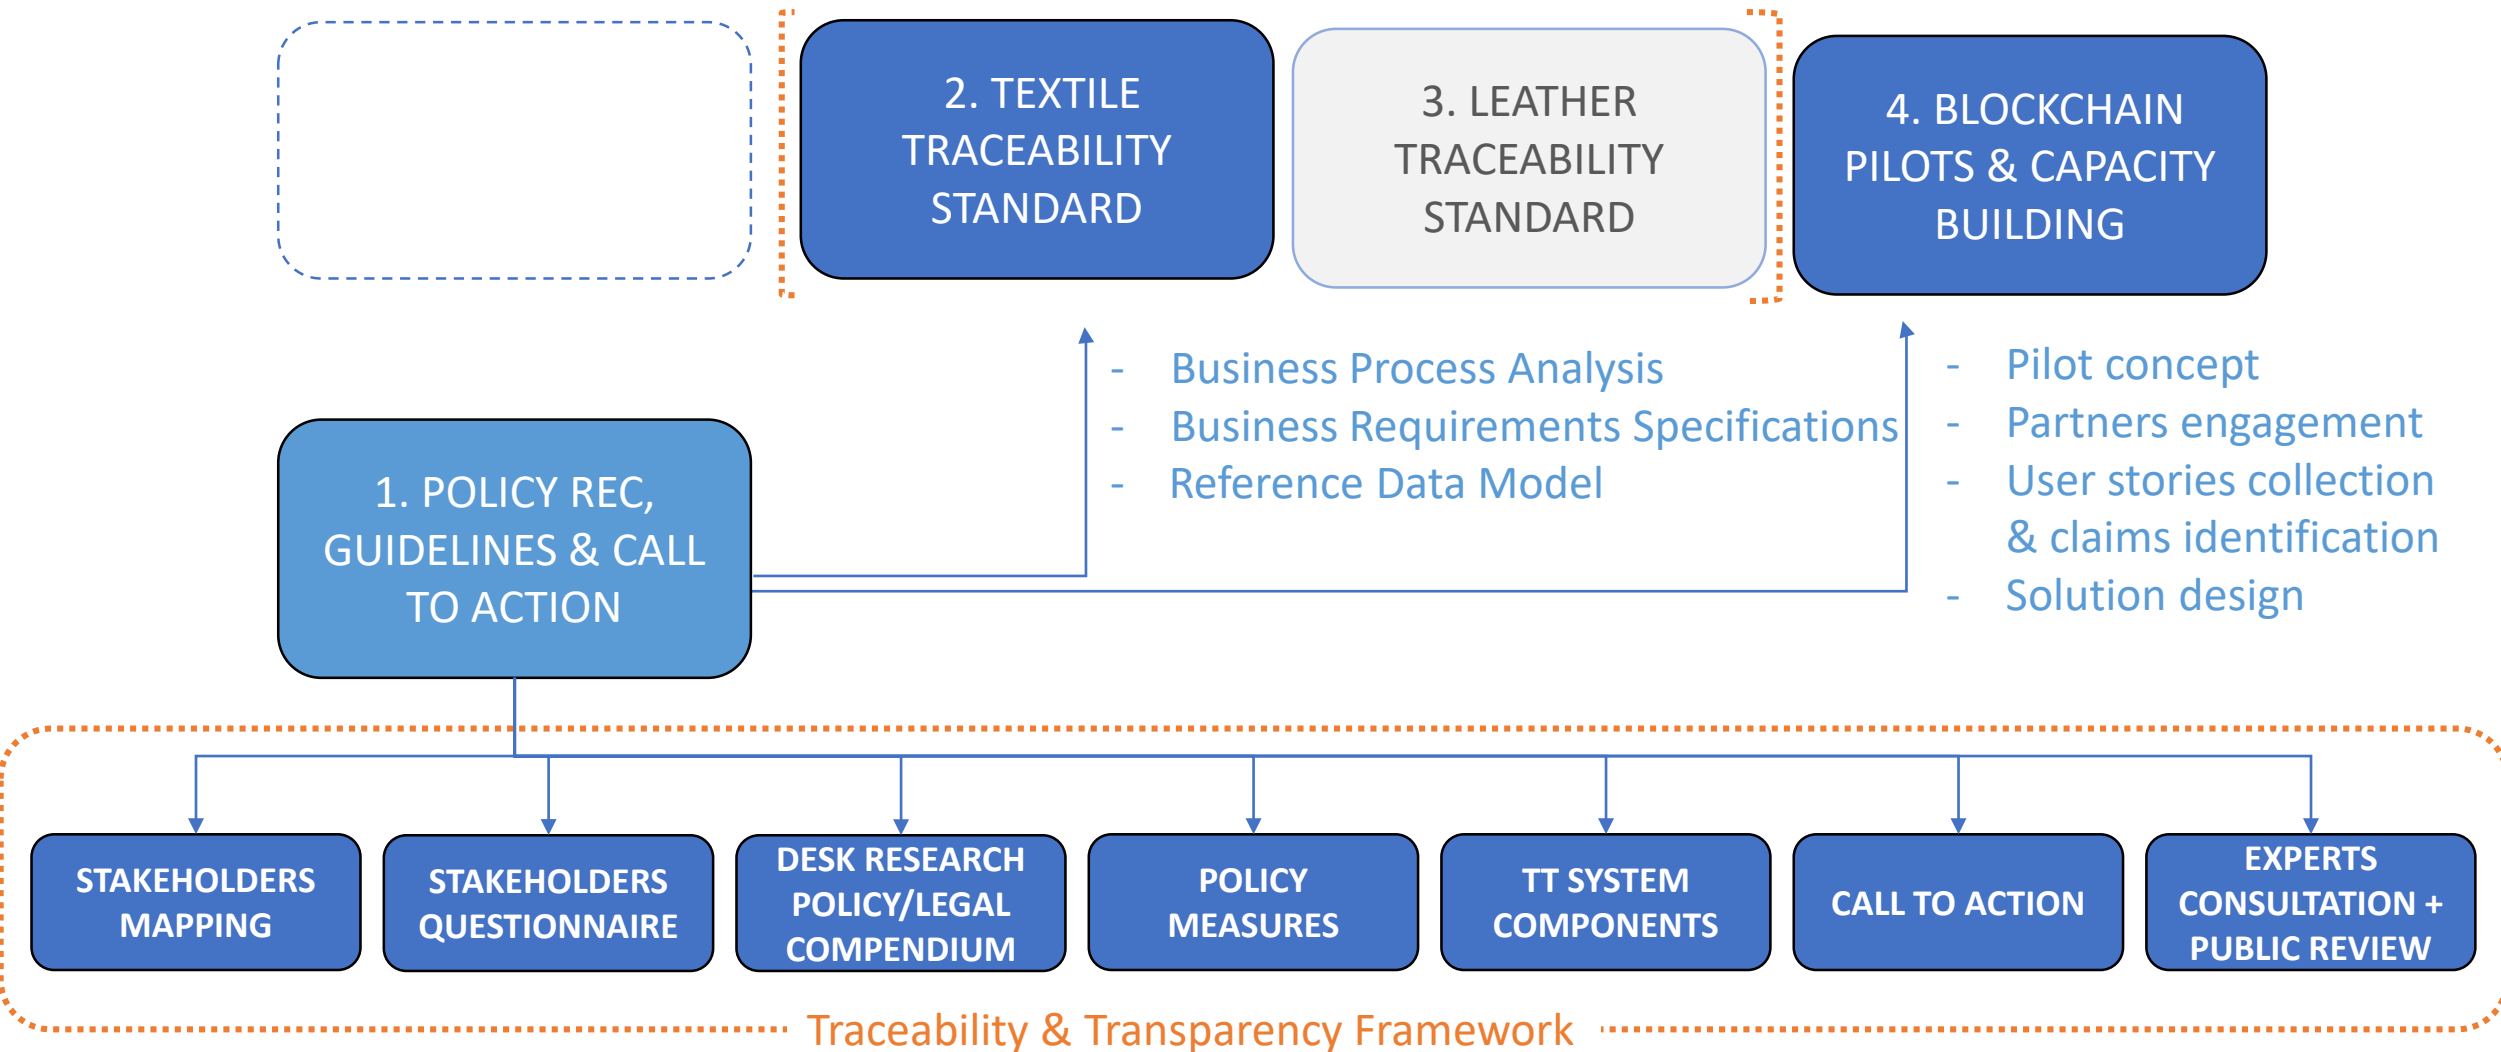 2. TEXTILE
TRACEABILITY
STANDARD
3. LEATHER
TRACEABILITY
STANDARD
4. BLOCKCHAIN
PILOTS & CAPACITY
BUILDING
- Business Process Analysis
- Business Requirements Specifications
- Reference Data Model
- Pilot concept
- Partners engagement
- User stories collection
& claims identification
- Solution design
1. POLICY REC,
GUIDELINES & CALL
TO ACTION
STAKEHOLDERS
MAPPING
STAKEHOLDERS
QUESTIONNAIRE
DESK RESEARCH
POLICY/LEGAL
COMPENDIUM
POLICY
MEASURES
TT SYSTEM
COMPONENTS
CALL TO ACTION
EXPERTS
CONSULTATION +
PUBLIC REVIEW
Traceability & Transparency Framework